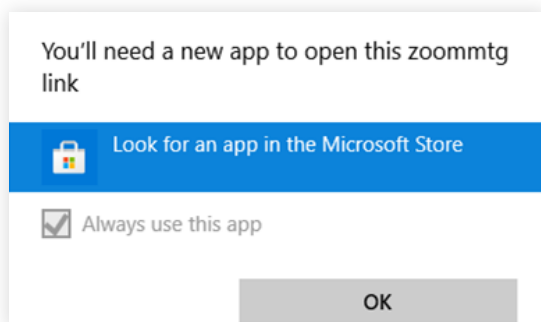 You’ll need a new app to open this zoommtg
link
Look for an app in the Microsoft Store
Always use this app
OK